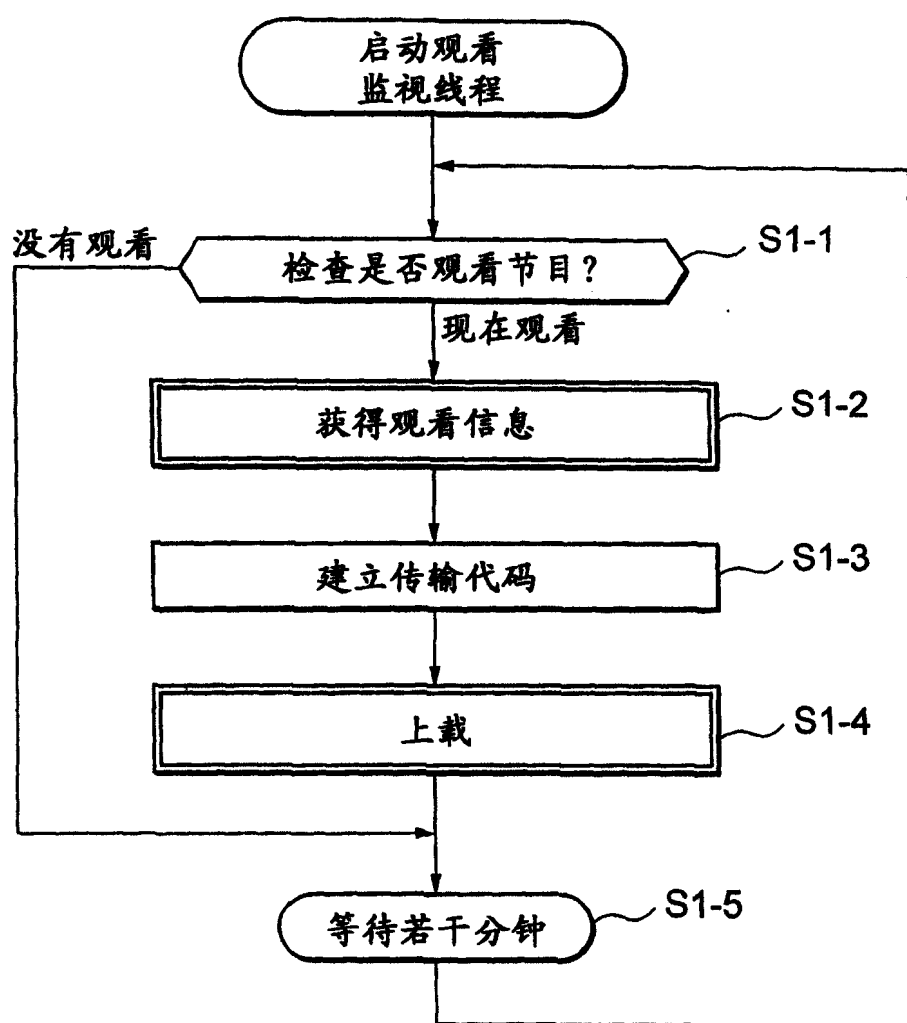 启动观看
监视线程
没有观看
检查是否观看节目?
S1-1
现在观看
获得观看信息
S1-2
建立传输代码
S1-3
上载
S1-4
等待若干分钟
S1-5